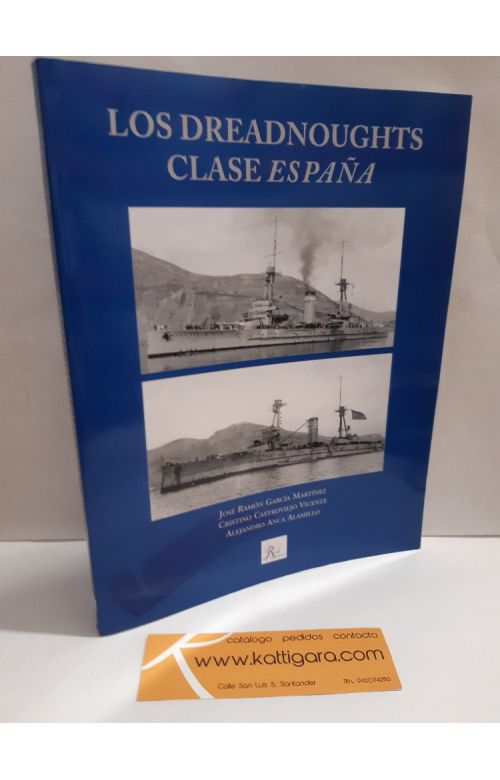 LOS DREADNOUGHTS
CLASE ESPAÑA
JOSÉ RAMÓN GARCÍA MARTÍNEZ
CRISTINO CASTROVIEJO VICENTE
ALEJANDRO ANCA ALAMILLO
catálogo pedidos contacto
www.kattigara.com
Calle San Luis 5, Santander